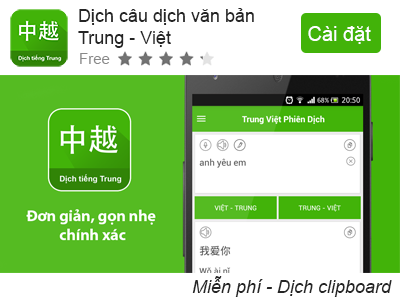 中越
Dịch tiếng Trung
Dịch câu dịch văn bản
Trung - Việt
Free
Cài đặt
中越
Dịch tiếng Trung
Đơn giản, gọn nhẹ
chính xác
68% 20:50
Trung Việt Phiên Dịch
anh yêu em
VIỆT – TRUNG
TRUNG – VIỆT
我爱你
Wǒ ài nǐ
Miễn phí - Dịch clipboard